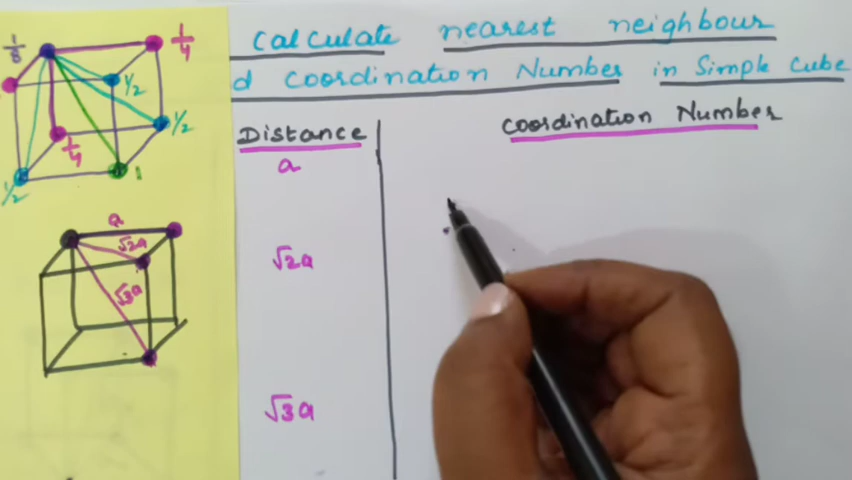 Calculate nearest neighbour
d Coordination Number in Simple Cube
Distance
Coordination Number
a
√2a
√3a
1/8
1/4
1/2
1/2
1/4
1/2
1
a
√2a
√3a